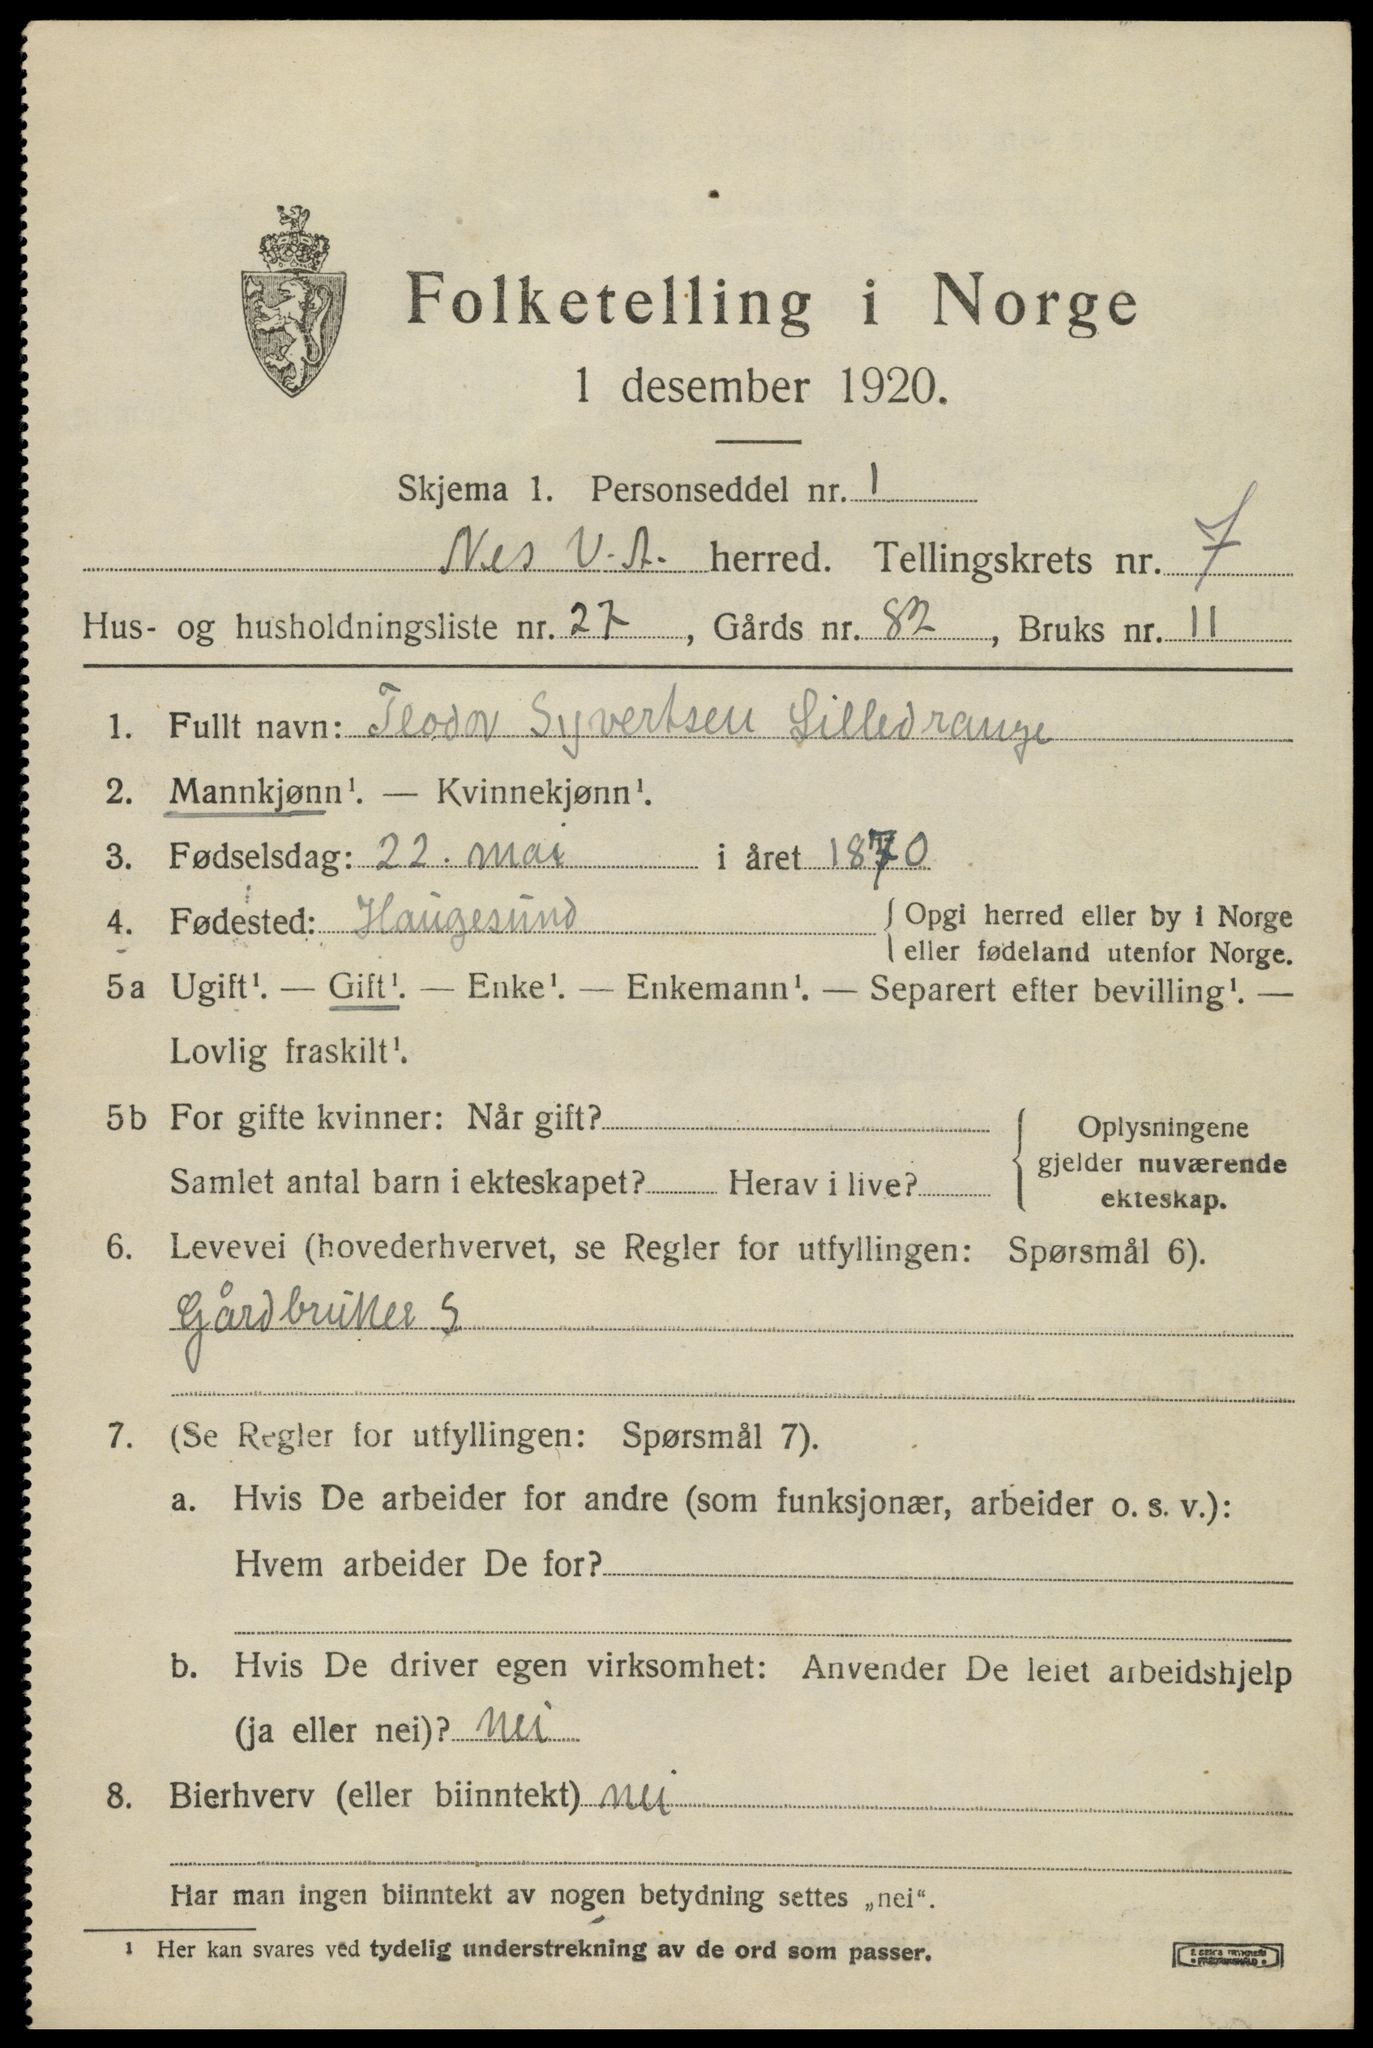 Folketelling i Norge
1 desember 1920.
Skjema 1. Personseddel nr. 1
Nes V.A. herred. Tellingskrets nr. 7
Hus- og husholdningsliste nr. 27, Gårds nr. 82, Bruks nr. 11
1. Fullt navn: Teodor Syvertsen Lilledrange
2. Mannkjønn¹. — Kvinnekjønn¹.
3. Fødselsdag: 22. mai i året 1870
4. Fødested: Haugesund { Opgi herred eller by i Norge
eller fødeland utenfor Norge.
5a Ugift¹. — Gift¹. — Enke¹. — Enkemann¹. — Separert efter bevilling¹. —
Lovlig fraskilt¹.
5b For gifte kvinner: Når gift?
Samlet antal barn i ekteskapet? Herav i live?
Oplysningene
gjelder nuværende
ekteskap.
6. Levevei (hovederhvervet, se Regler for utfyllingen: Spørsmål 6).
Gårdbruker S
7. (Se Regler for utfyllingen: Spørsmål 7).
a. Hvis De arbeider for andre (som funksjonær, arbeider o. s. v.):
Hvem arbeider De for?
b. Hvis De driver egen virksomhet: Anvender De leiet arbeidshjelp
(ja eller nei)? nei
8. Bierhverv (eller biinntekt) nei
Har man ingen biinntekt av nogen betydning settes „nei“.
¹ Her kan svares ved tydelig understrekning av de ord som passer.